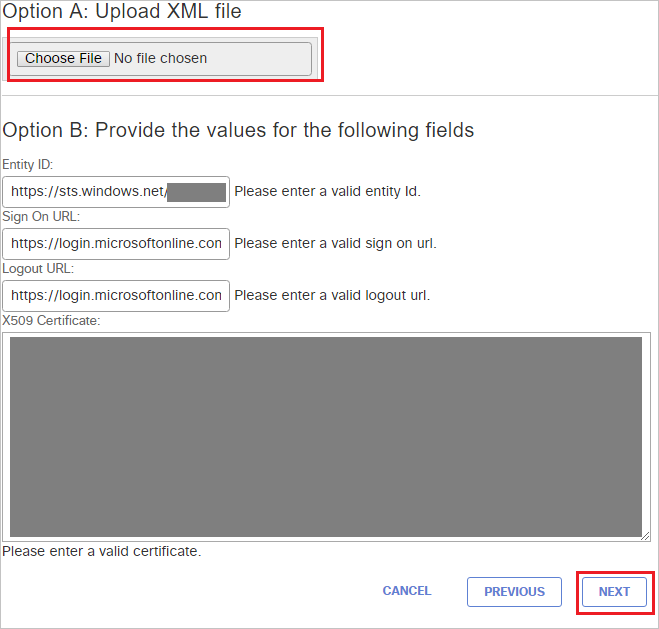 Option A: Upload XML file
Choose File No file chosen
Option B: Provide the values for the following fields
Entity ID:
https://sts.windows.net/ Please enter a valid entity Id.
Sign On URL:
https://login.microsoftonline.con Please enter a valid sign on url.
Logout URL:
https://login.microsoftonline.con Please enter a valid logout url.
X509 Certificate:
Please enter a valid certificate.
CANCEL PREVIOUS NEXT